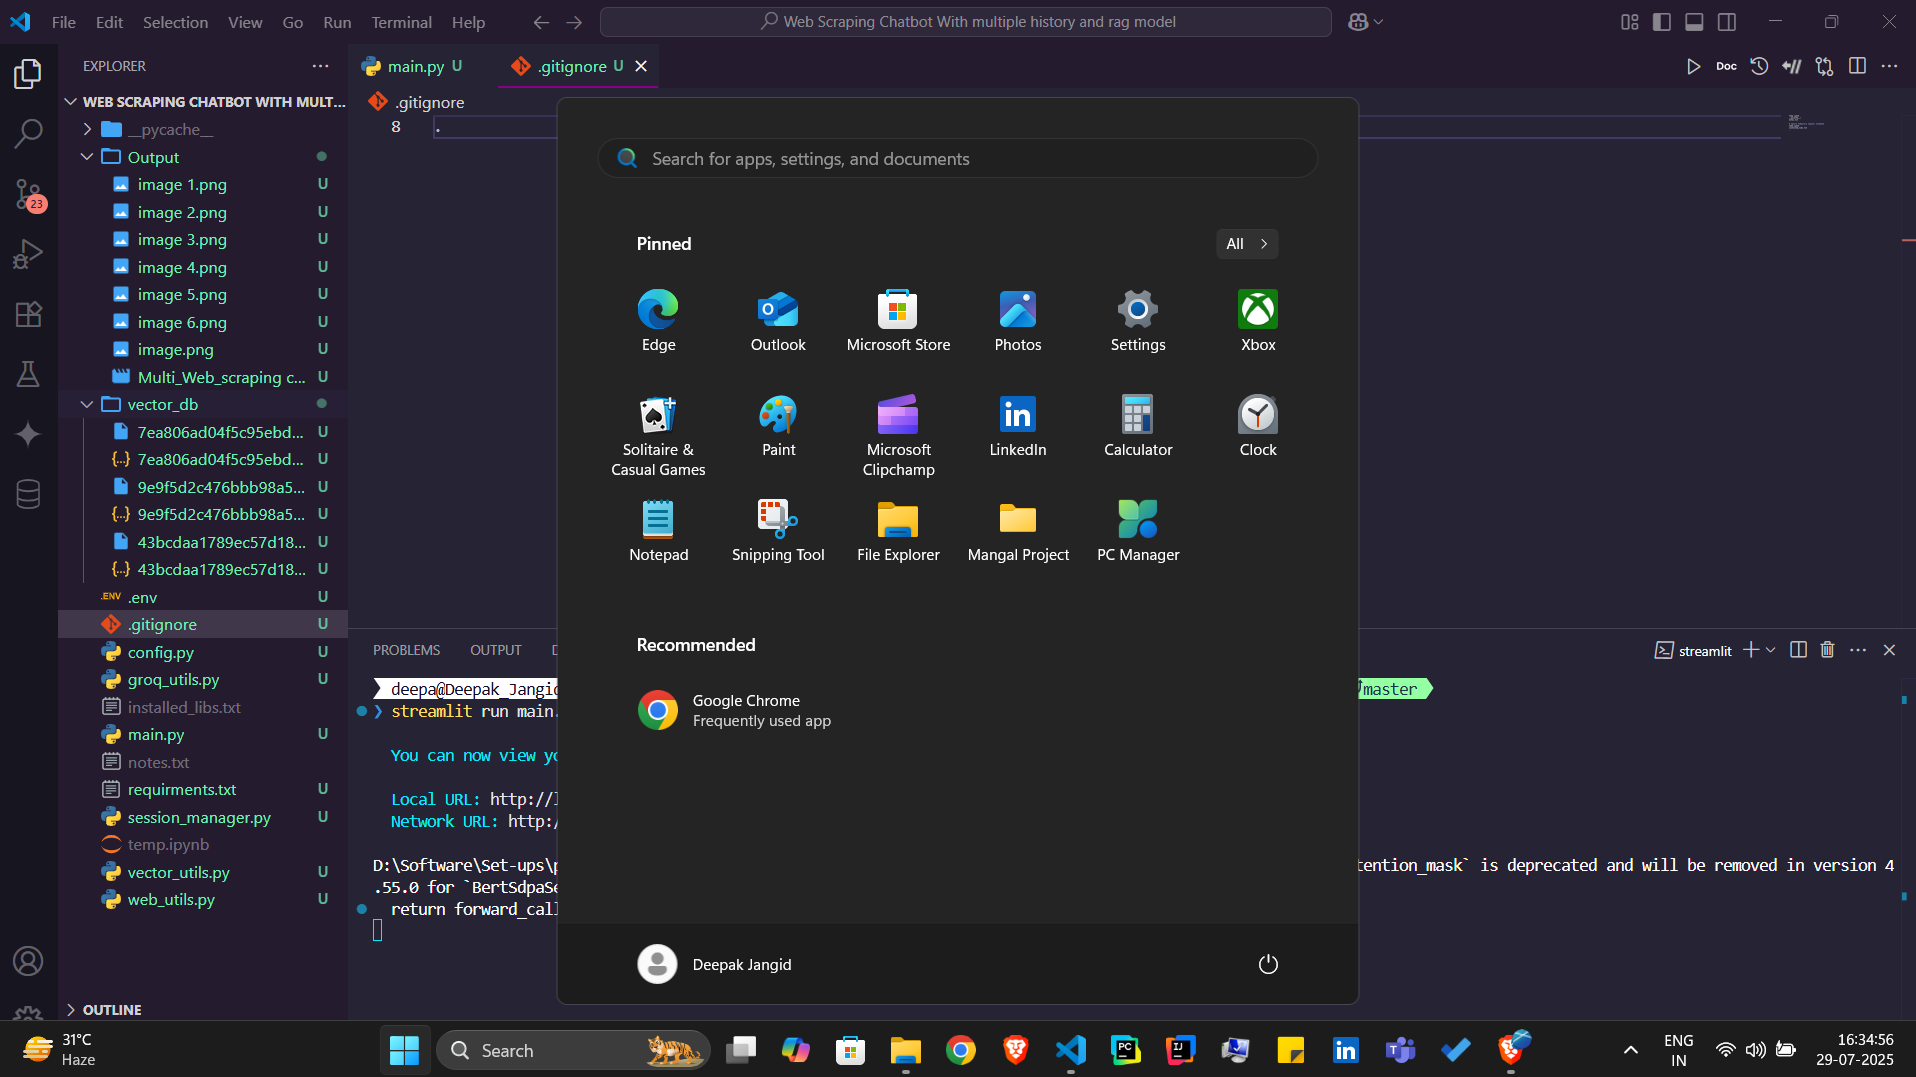 File Edit Selection View Go Run Terminal Help
Web Scraping Chatbot With multiple history and rag model
EXPLORER
main.py U
.gitignore U
Doc
WEB SCRAPING CHATBOT WITH MULT...
__pycache__
Output
image 1.png U
image 2.png U
image 3.png U
image 4.png U
image 5.png U
image 6.png U
image.png U
Multi_Web_scraping c... U
vector_db
7ea806ad04f5c95ebd... U
{..} 7ea806ad04f5c95ebd... U
9e9f5d2c476bbb98a5... U
{..} 9e9f5d2c476bbb98a5... U
43bcdaa1789ec57d18... U
{..} 43bcdaa1789ec57d18... U
.ENV .env U
.gitignore U
config.py U
groq_utils.py U
installed_libs.txt
main.py U
notes.txt
requirments.txt U
session_manager.py U
temp.ipynb
vector_utils.py U
web_utils.py U
OUTLINE
23
.gitignore
8 .
Search for apps, settings, and documents
Pinned
All
Edge
Outlook
Microsoft Store
Photos
Settings
Xbox
Solitaire &
Casual Games
Paint
Microsoft
Clipchamp
LinkedIn
Calculator
Clock
Notepad
Snipping Tool
File Explorer
Mangal Project
PC Manager
Recommended
Google Chrome
Frequently used app
Deepak Jangid
PROBLEMS OUTPUT
streamlit
deepa@Deepak_Jangid master
streamlit run main.
You can now view yo
Local URL: http://l
Network URL: http:/
D:\Software\Set-ups\p tention_mask` is deprecated and will be removed in version 4
.55.0 for `BertSdpaSe
return forward_call
31°C
Haze
Search
ENG
IN
16:34:56
29-07-2025